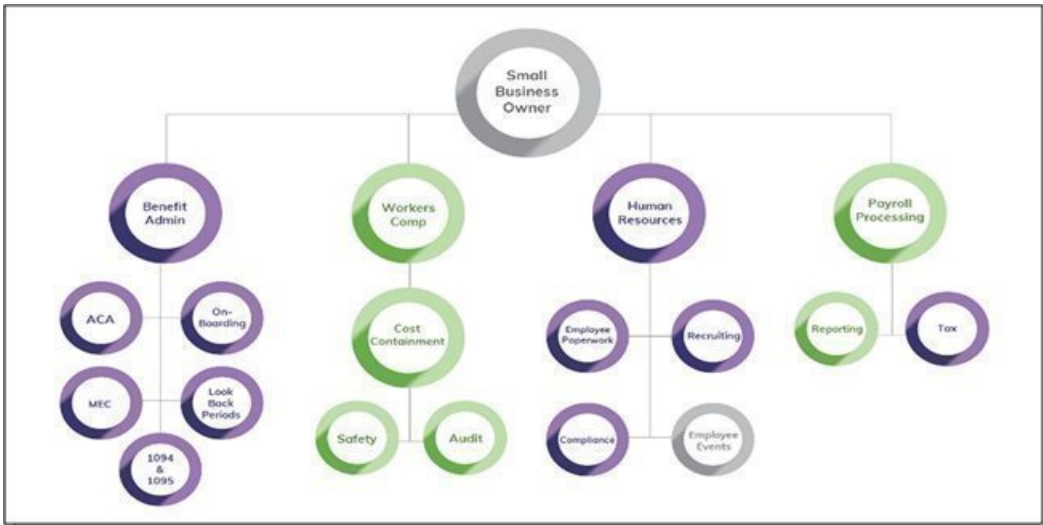 Small
Business
Owner
Benefit
Admin
Workers
Comp
Human
Resources
Payroll
Processing
ACA
On-
Boarding
MEC
Look
Back
Periods
1094
&
1095
Cost
Containment
Safety
Audit
Employee
Paperwork
Recruiting
Compliance
Employee
Events
Reporting
Tax